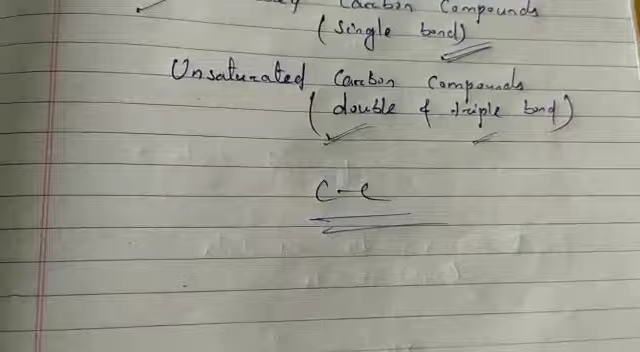 Carbon Compounds
(single bond)
Unsaturated Carbon Compounds
(double & triple bond)
C-C